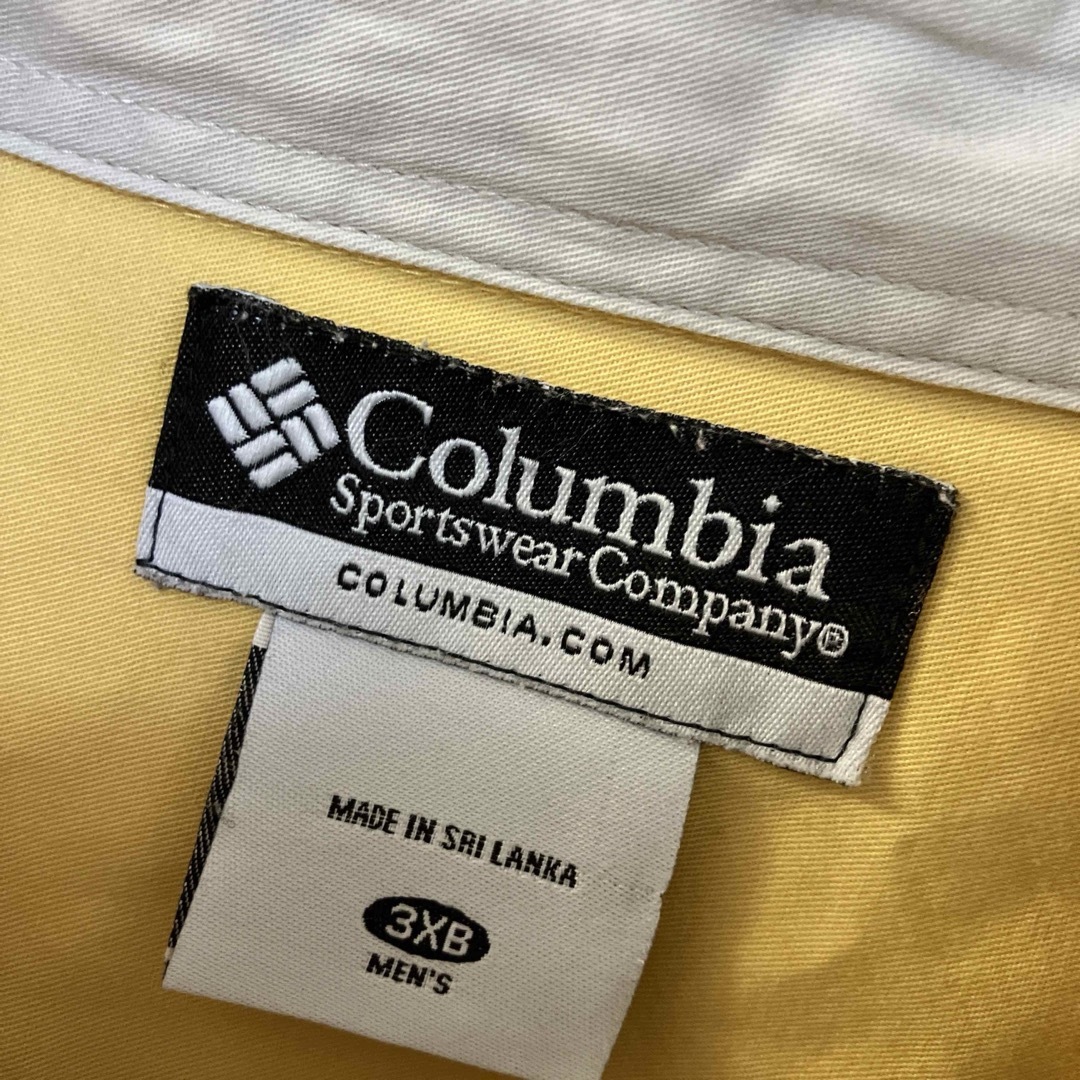 Columbia
Sportswear Company®
COLUMBIA.COM
MADE IN SRI LANKA
3XB
MEN'S